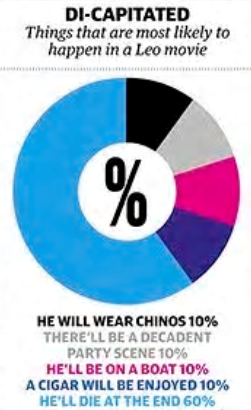 DI-CAPITATED
Things that are most likely to
happen in a Leo movie
%
HE WILL WEAR CHINOS 10%
THERE'LL BE A DECADENT
PARTY SCENE 10%
HE'LL BE ON A BOAT 10%
A CIGAR WILL BE ENJOYED 10%
HE'LL DIE AT THE END 60%